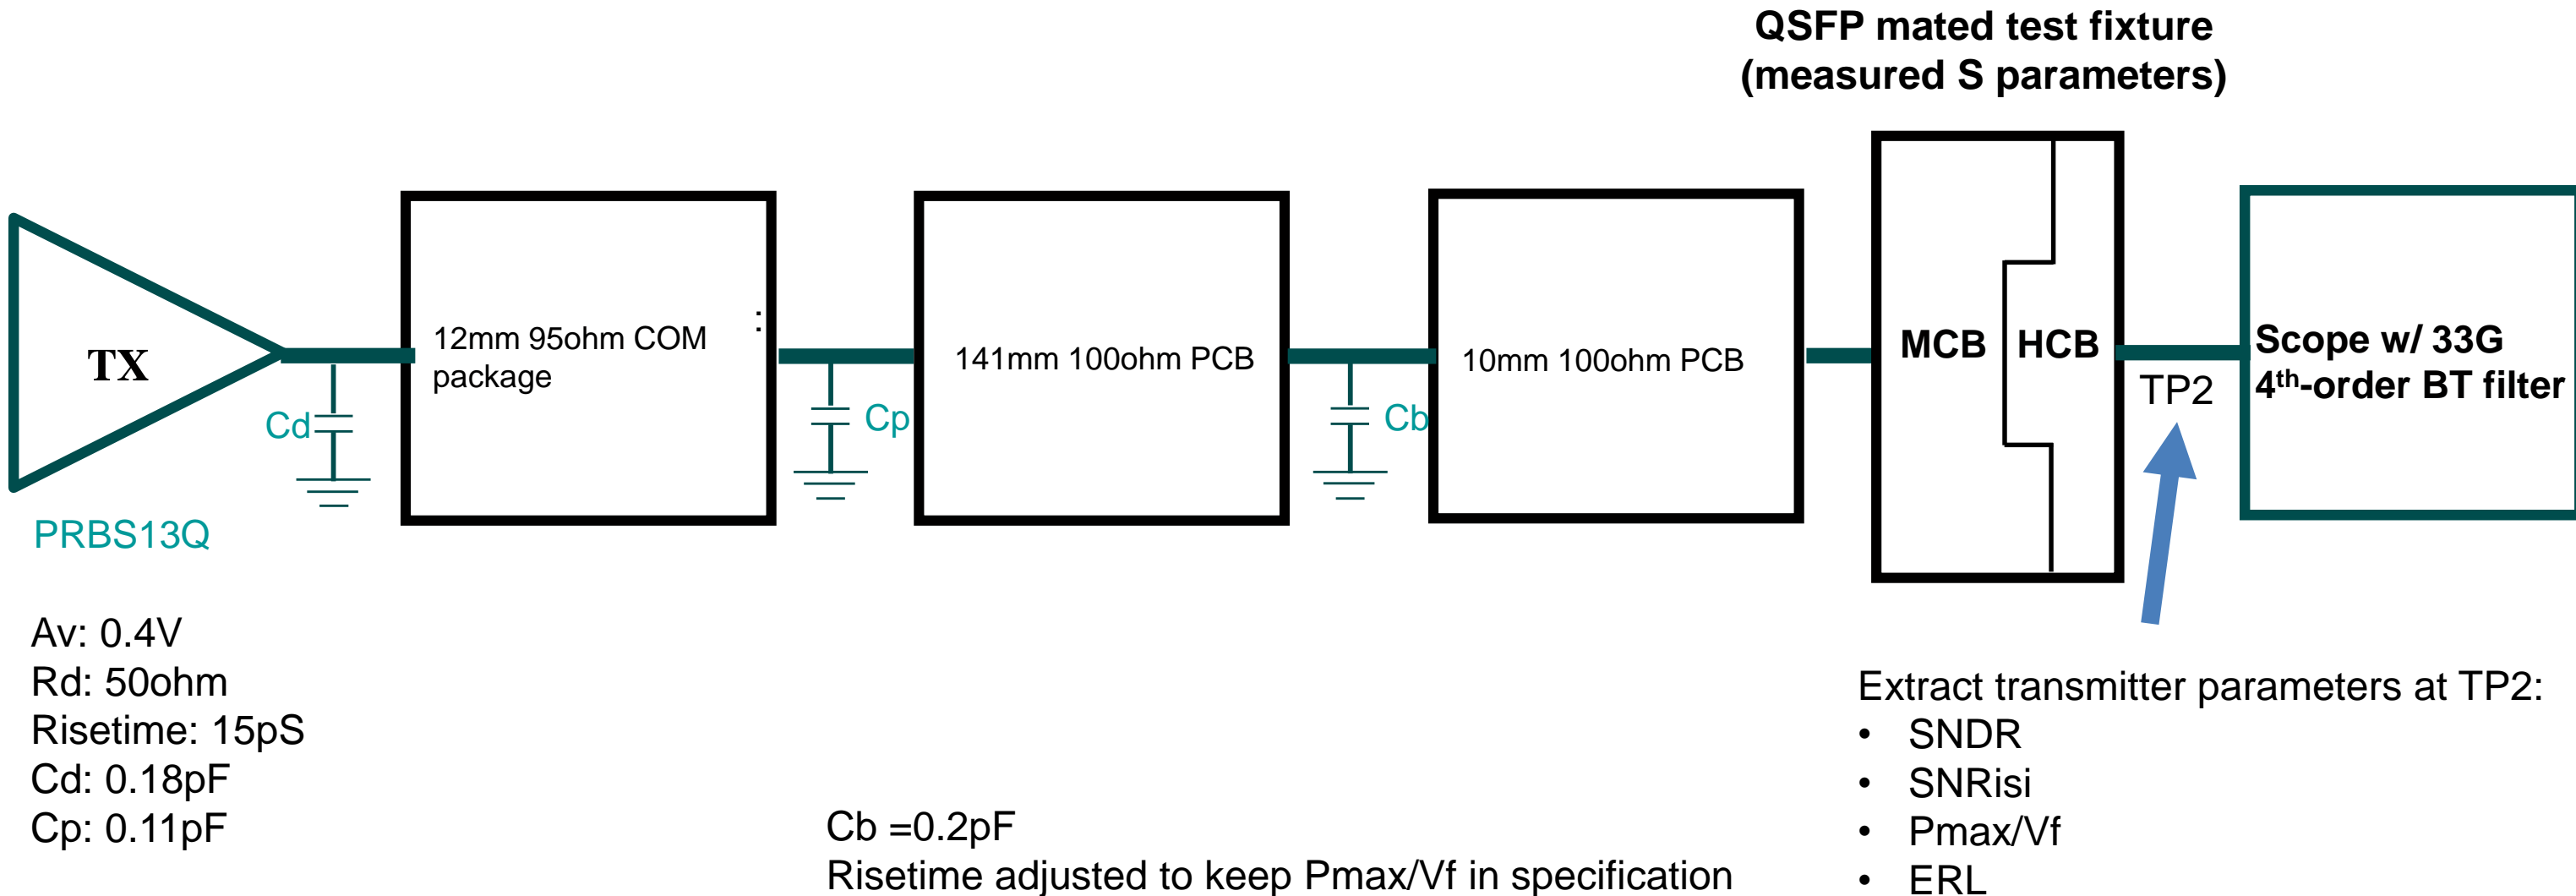 QSFP mated test fixture
(measured S parameters)
TX
Cd
12mm 95ohm COM :
package
Cp
141mm 100ohm PCB
Cb
10mm 100ohm PCB
MCB
HCB
TP2
Scope w/ 33G
4th-order BT filter
PRBS13Q
Av: 0.4V
Rd: 50ohm
Risetime: 15pS
Cd: 0.18pF
Cp: 0.11pF
Cb =0.2pF
Risetime adjusted to keep Pmax/Vf in specification
Extract transmitter parameters at TP2:
• SNDR
• SNRisi
• Pmax/Vf
• ERL